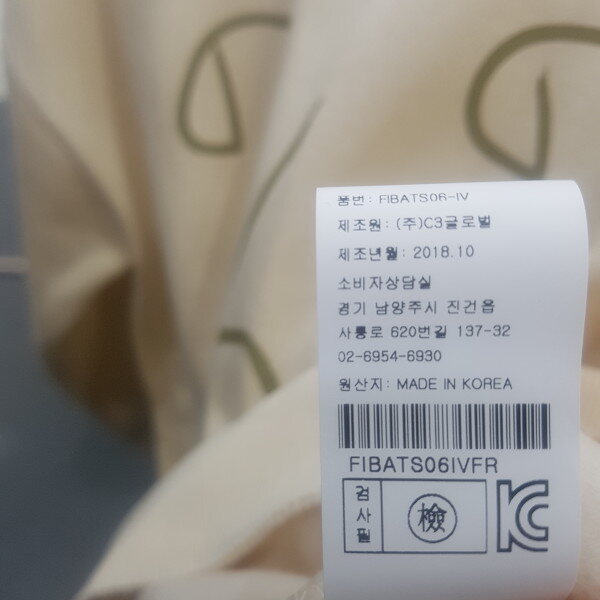 품번: FIBATS06-IV
제조원: (주)C3글로벌
제조년월: 2018.10
소비자상담실
경기 남양주시 진건읍
사릉로 620번길 137-32
02-6954-6930
원산지: MADE IN KOREA
FIBATS06IVFR
검사필 檢 KC